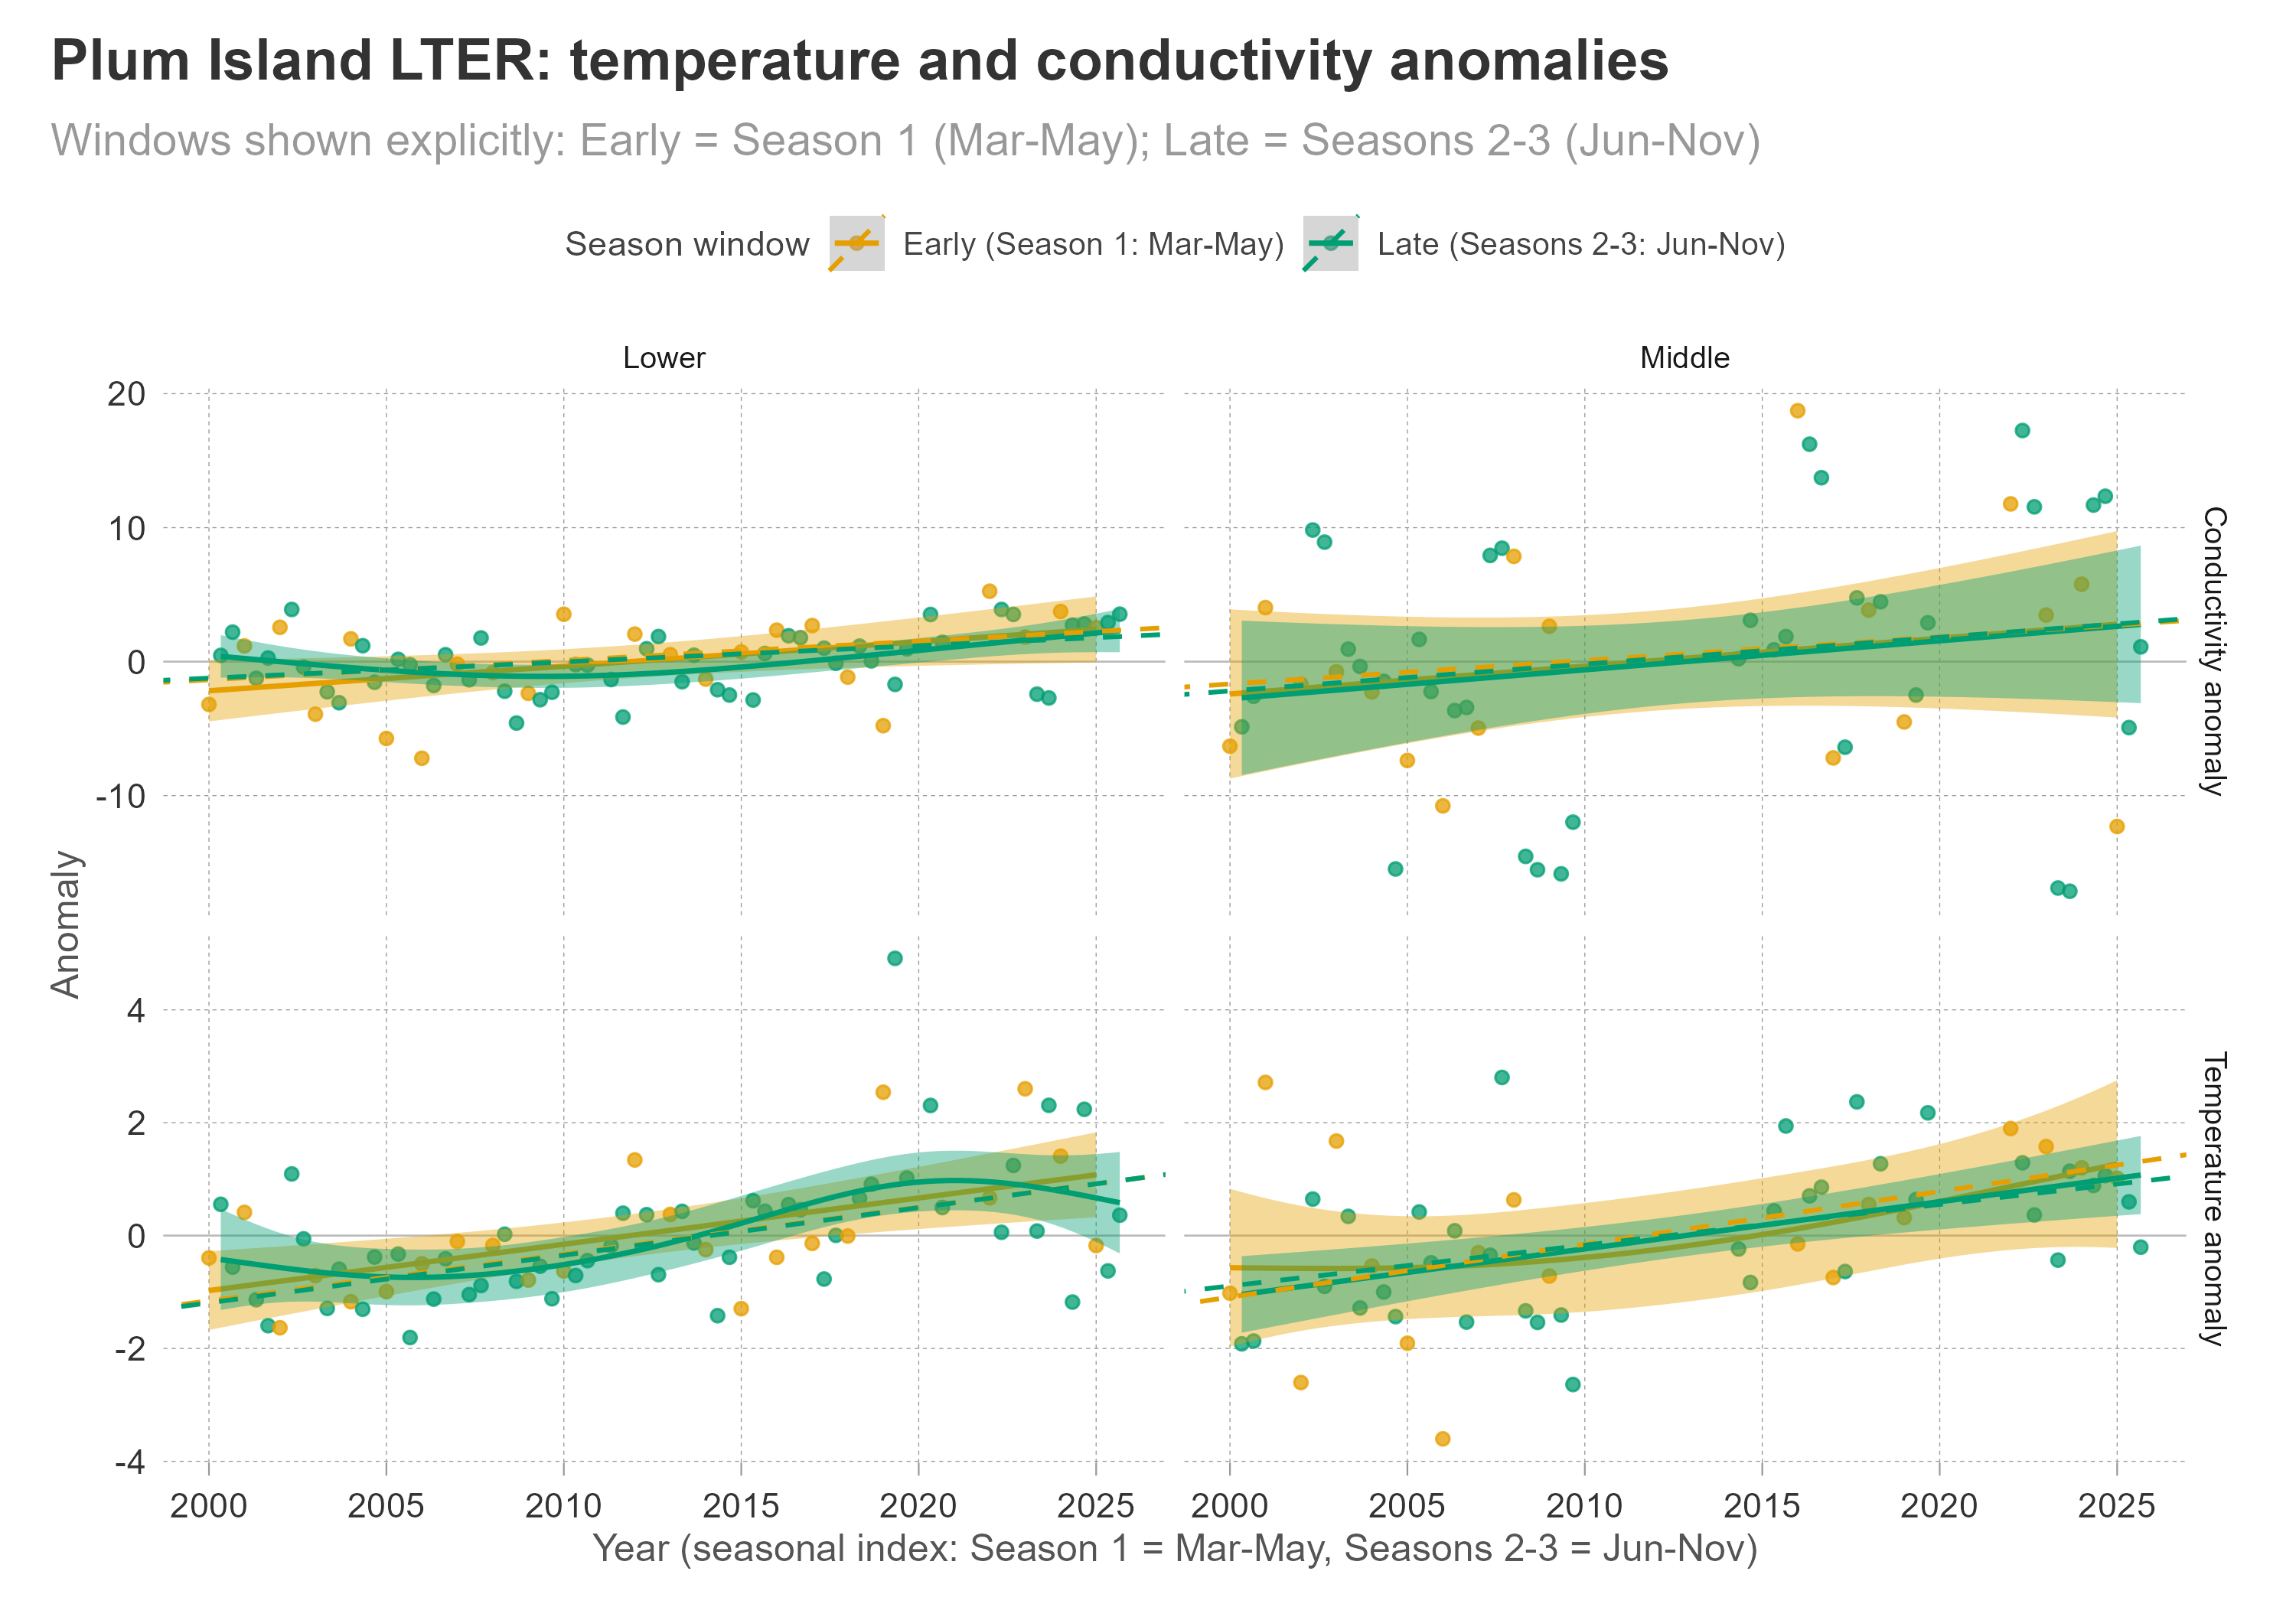 Plum Island LTER: temperature and conductivity anomalies
Windows shown explicitly: Early = Season 1 (Mar-May); Late = Seasons 2-3 (Jun-Nov)
Season window
Early (Season 1: Mar-May)
Late (Seasons 2-3: Jun-Nov)
Lower
Middle
20
10
0
-10
Conductivity anomaly
Anomaly
4
2
0
-2
-4
Temperature anomaly
2000 2005 2010 2015 2020 2025
2000 2005 2010 2015 2020 2025
Year (seasonal index: Season 1 = Mar-May, Seasons 2-3 = Jun-Nov)